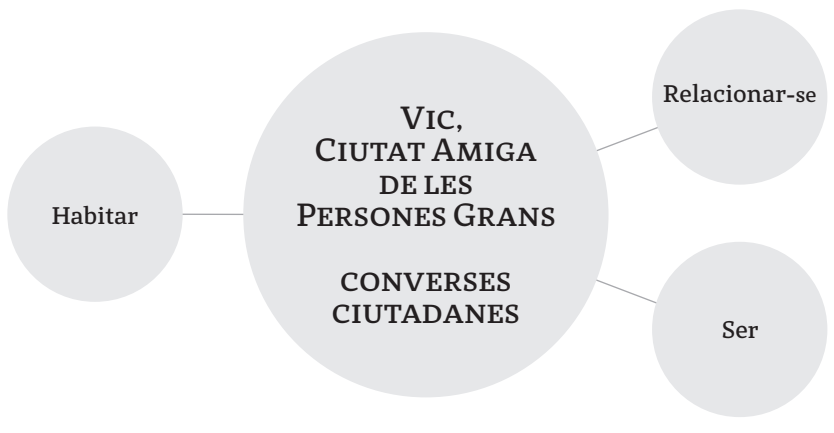 Habitar
Vic,
Ciutat Amiga
de les
Persones Grans
converses
ciutadanes
Relacionar-se
Ser